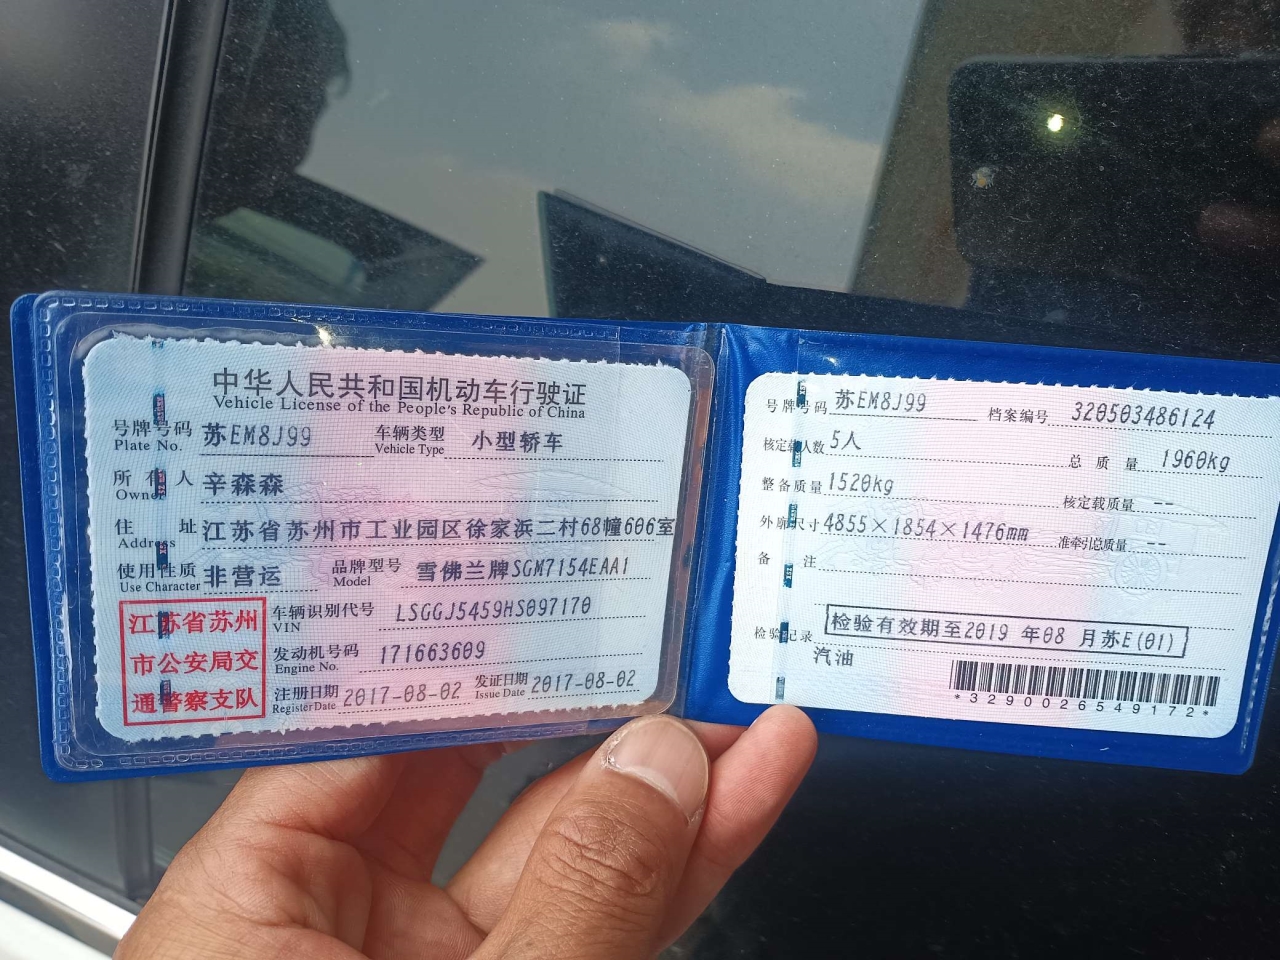 中华人民共和国机动车行驶证
Vehicle License of the People's Republic of China
号牌号码 苏EM8J99 车辆类型 小型轿车
Plate No. Vehicle Type
所有人 辛森森
Owner
住址 江苏省苏州市工业园区徐家浜二村68幢606室
Address
使用性质 非营运 品牌型号 雪佛兰牌SGM7154EAA1
Use Character Model
江苏省苏州
市公安局交
通警察支队
车辆识别代号 LSGGJ5459HS097170
VIN
发动机号码 171663609
Engine No.
注册日期 2017-08-02 发证日期 2017-08-02
Register Date Issue Date
号牌号码 苏EM8J99 档案编号 320503486124
核定载人数 5人 总质量 1960kg
整备质量 1520kg 核定载质量 --
外廓尺寸 4855×1854×1476mm 准牵引总质量 --
备注
检验记录 检验有效期至2019 年08 月苏E(01)
汽油
*3290026549172*